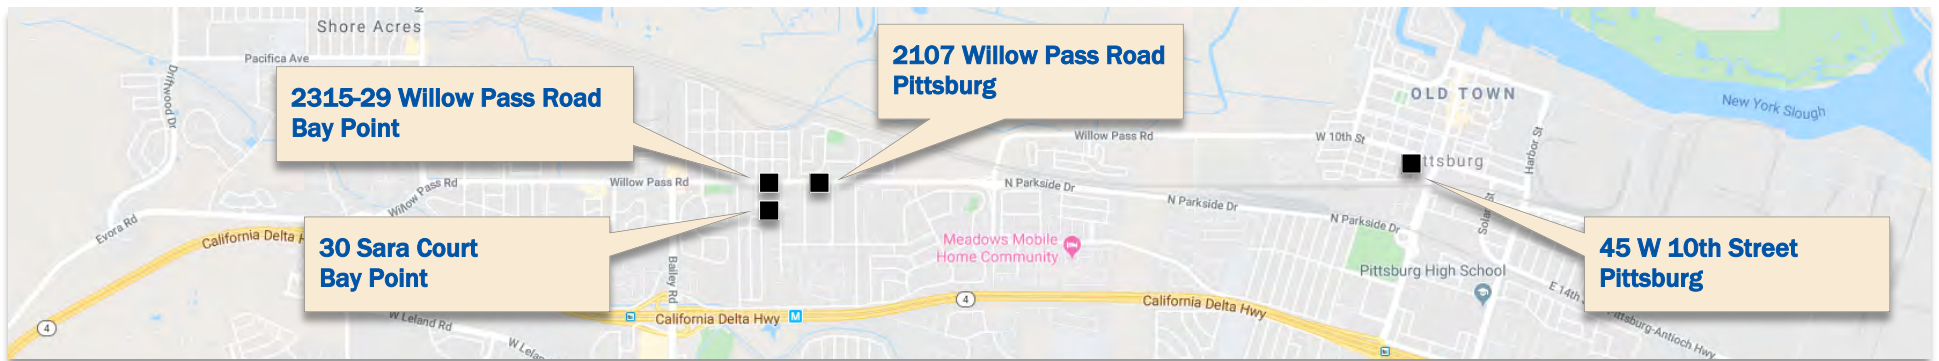 Shore Acres
Pacifica Ave
Driftwood Dr
2315-29 Willow Pass Road
Bay Point
2107 Willow Pass Road
Pittsburg
OLD TOWN
New York Slough
Willow Pass Rd
W 10th St
Harbor St
ttsburg
Willow Pass Rd
Willow Pass Rd
N Parkside Dr
N Parkside Dr
N Parkside Dr
Evora Rd
California Delta H
30 Sara Court
Bay Point
Meadows Mobile
Home Community
45 W 10th Street
Pittsburg
Bailey Rd
Pittsburg High School
E 14th
4
4
California Delta Hwy
California Delta Hwy
M
W Leland Rd
W Lela
Pittsburg-Antioch Hwy